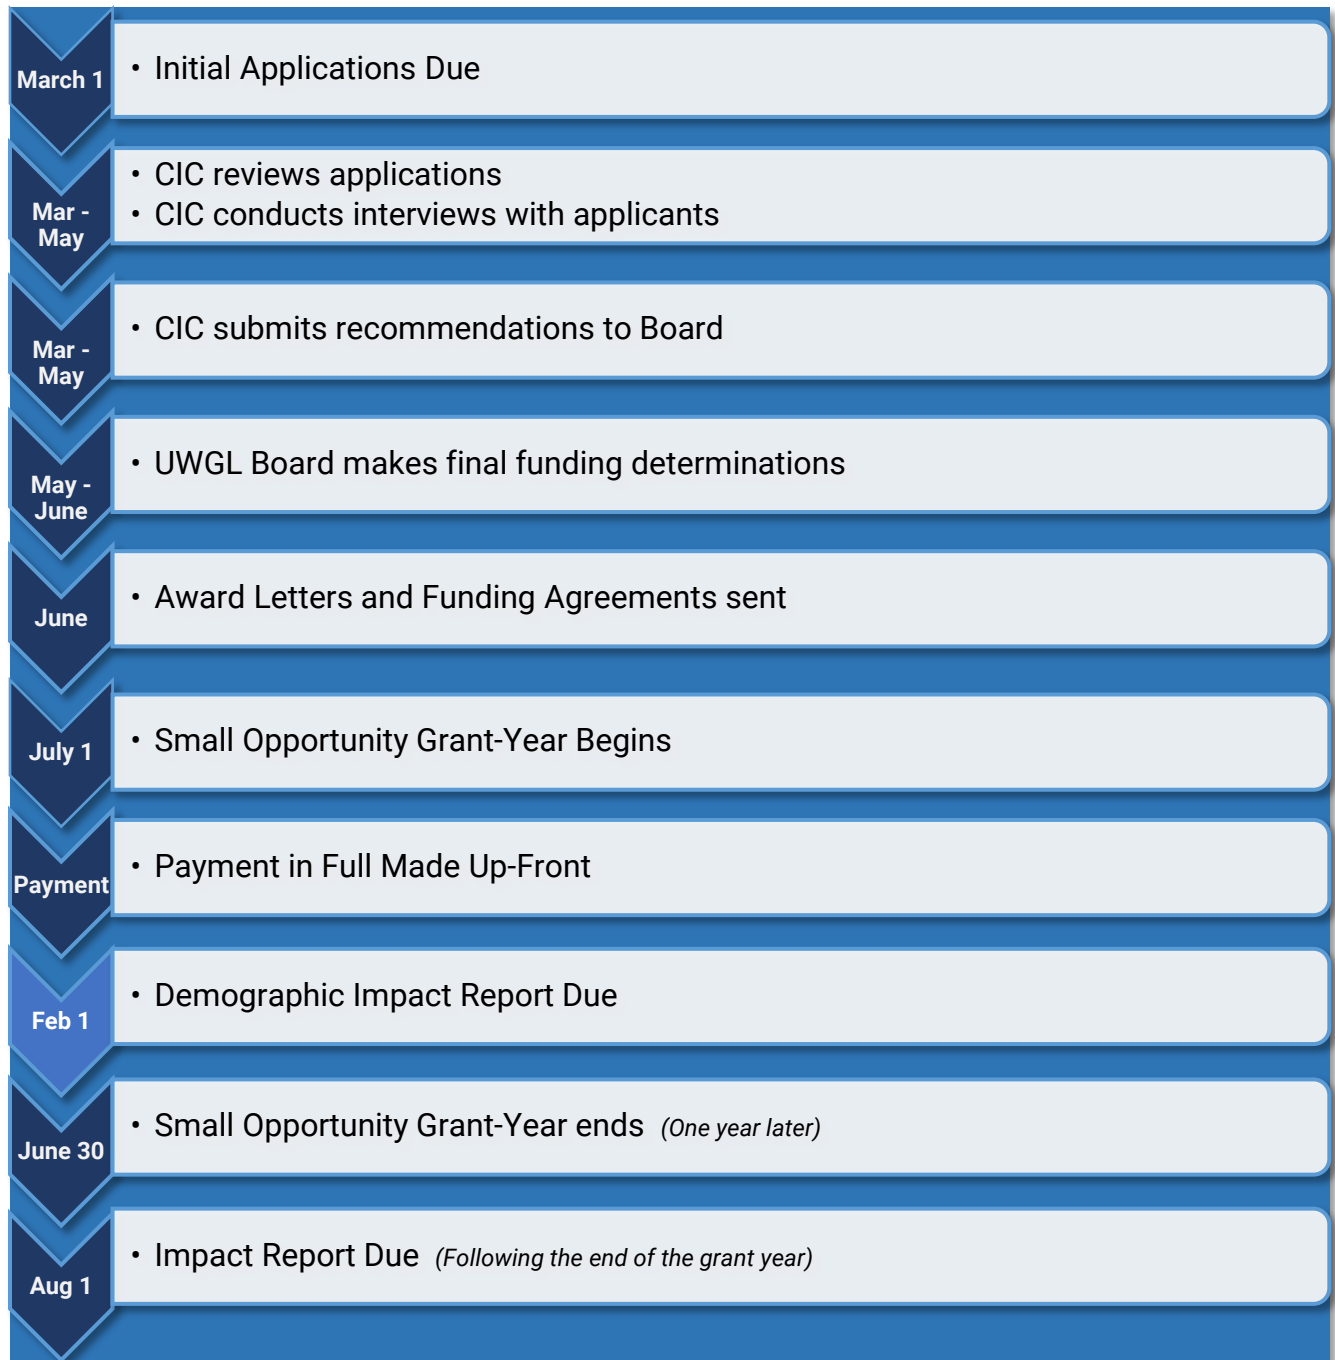 March 1
• Initial Applications Due
Mar -
May
• CIC reviews applications
• CIC conducts interviews with applicants
Mar -
May
• CIC submits recommendations to Board
May -
June
• UWGL Board makes final funding determinations
June
• Award Letters and Funding Agreements sent
July 1
• Small Opportunity Grant-Year Begins
Payment
• Payment in Full Made Up-Front
Feb 1
• Demographic Impact Report Due
June 30
• Small Opportunity Grant-Year ends (One year later)
Aug 1
• Impact Report Due (Following the end of the grant year)